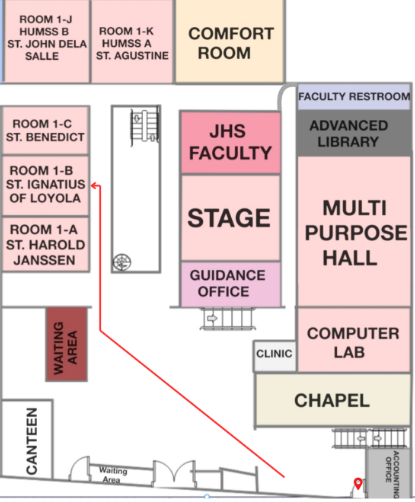 ROOM 1-J
HUMSS B
ST. JOHN DELA
SALLE
ROOM 1-K
HUMSS A
ST. AGUSTINE
COMFORT
ROOM
FACULTY RESTROOM
ROOM 1-C
ST. BENEDICT
JHS
FACULTY
ADVANCED
LIBRARY
ROOM 1-B
ST. IGNATIUS
OF LOYOLA
STAGE
MULTI
PURPOSE
HALL
ROOM 1-A
ST. HAROLD
JANSSEN
GUIDANCE
OFFICE
WAITING
AREA
COMPUTER
LAB
CLINIC
CHAPEL
CANTEEN
Waiting
Area
ACCOUNTING
OFFICE